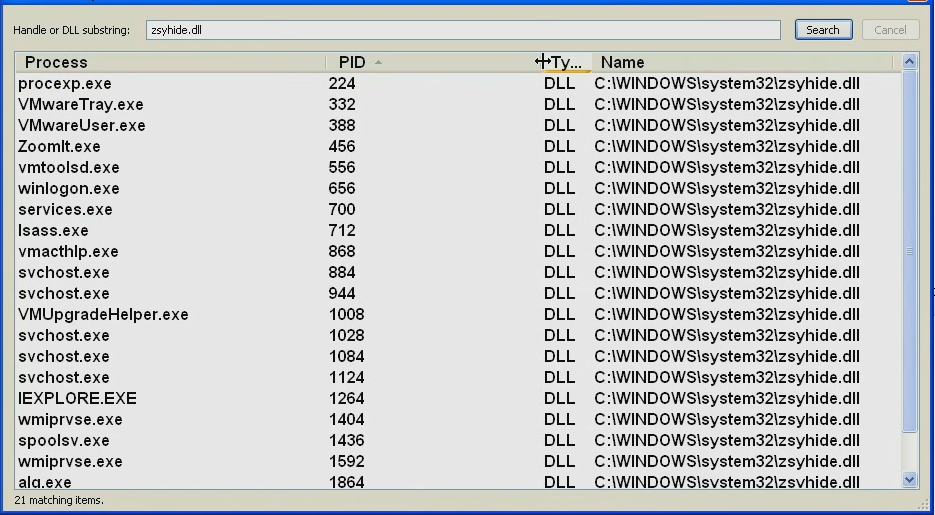 Handle or DLL substring: zsyhide.dll Search Cancel
Process PID Ty... Name
procexp.exe 224 DLL C:\WINDOWS\system32\zsyhide.dll
VMwareTray.exe 332 DLL C:\WINDOWS\system32\zsyhide.dll
VMwareUser.exe 388 DLL C:\WINDOWS\system32\zsyhide.dll
ZoomIt.exe 456 DLL C:\WINDOWS\system32\zsyhide.dll
vmtoolsd.exe 556 DLL C:\WINDOWS\system32\zsyhide.dll
winlogon.exe 656 DLL C:\WINDOWS\system32\zsyhide.dll
services.exe 700 DLL C:\WINDOWS\system32\zsyhide.dll
lsass.exe 712 DLL C:\WINDOWS\system32\zsyhide.dll
vmacthlp.exe 868 DLL C:\WINDOWS\system32\zsyhide.dll
svchost.exe 884 DLL C:\WINDOWS\system32\zsyhide.dll
svchost.exe 944 DLL C:\WINDOWS\system32\zsyhide.dll
VMUpgradeHelper.exe 1008 DLL C:\WINDOWS\system32\zsyhide.dll
svchost.exe 1028 DLL C:\WINDOWS\system32\zsyhide.dll
svchost.exe 1084 DLL C:\WINDOWS\system32\zsyhide.dll
svchost.exe 1124 DLL C:\WINDOWS\system32\zsyhide.dll
IEXPLORE.EXE 1264 DLL C:\WINDOWS\system32\zsyhide.dll
wmiprvse.exe 1404 DLL C:\WINDOWS\system32\zsyhide.dll
spoolsv.exe 1436 DLL C:\WINDOWS\system32\zsyhide.dll
wmiprvse.exe 1592 DLL C:\WINDOWS\system32\zsyhide.dll
alg.exe 1864 DLL C:\WINDOWS\system32\zsyhide.dll
21 matching items.